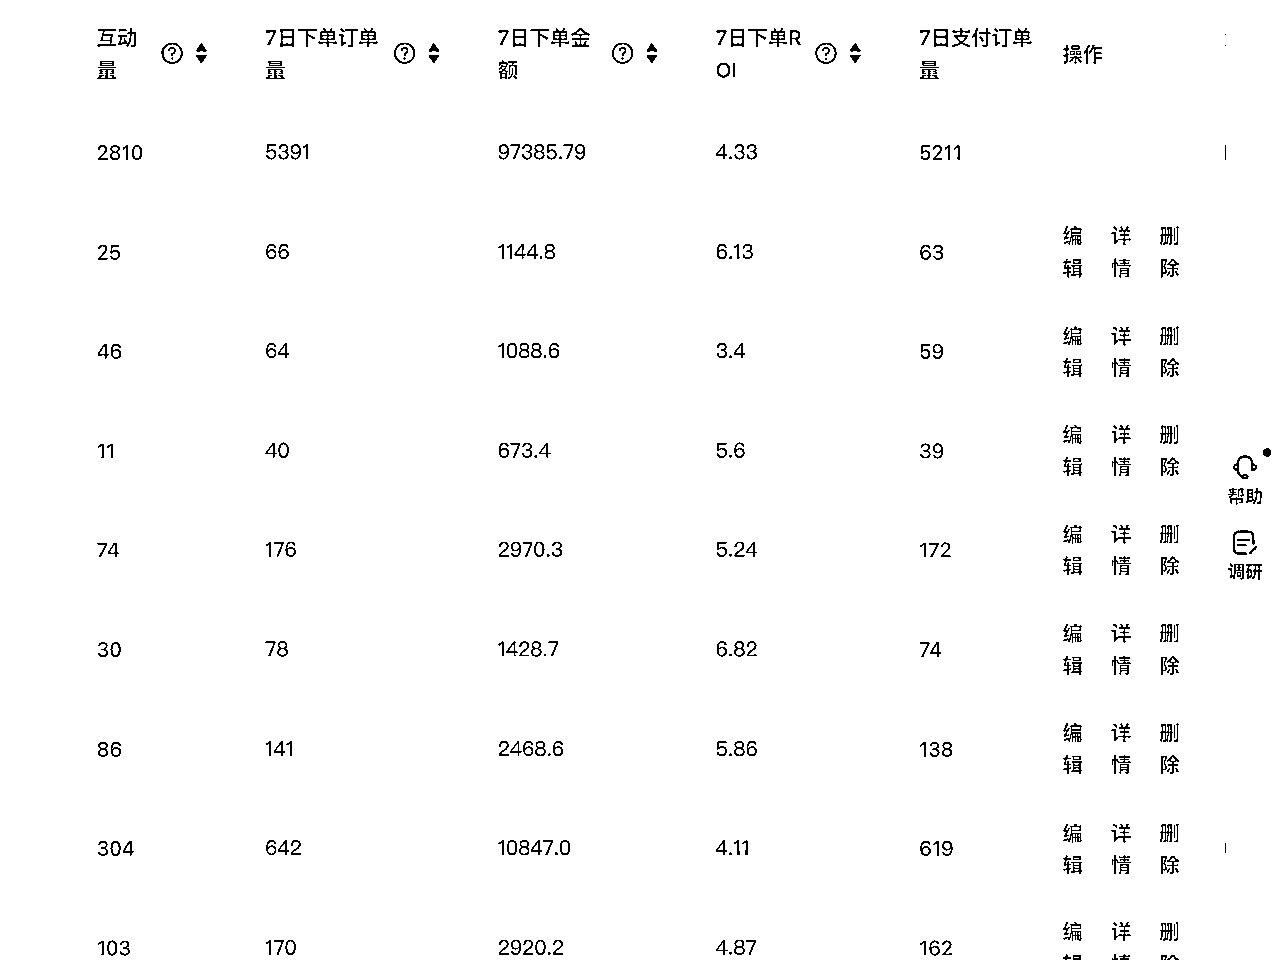 互动量 7日下单订单量 7日下单金额 7日下单ROI 7日支付订单量 操作
2810 5391 97385.79 4.33 5211
25 66 1144.8 6.13 63 编辑 详情 删除
46 64 1088.6 3.4 59 编辑 详情 删除
11 40 673.4 5.6 39 编辑 详情 删除
帮助
74 176 2970.3 5.24 172 编辑 详情 删除
调研
30 78 1428.7 6.82 74 编辑 详情 删除
86 141 2468.6 5.86 138 编辑 详情 删除
304 642 10847.0 4.11 619 编辑 详情 删除
103 170 2920.2 4.87 162 编辑 详情 删除